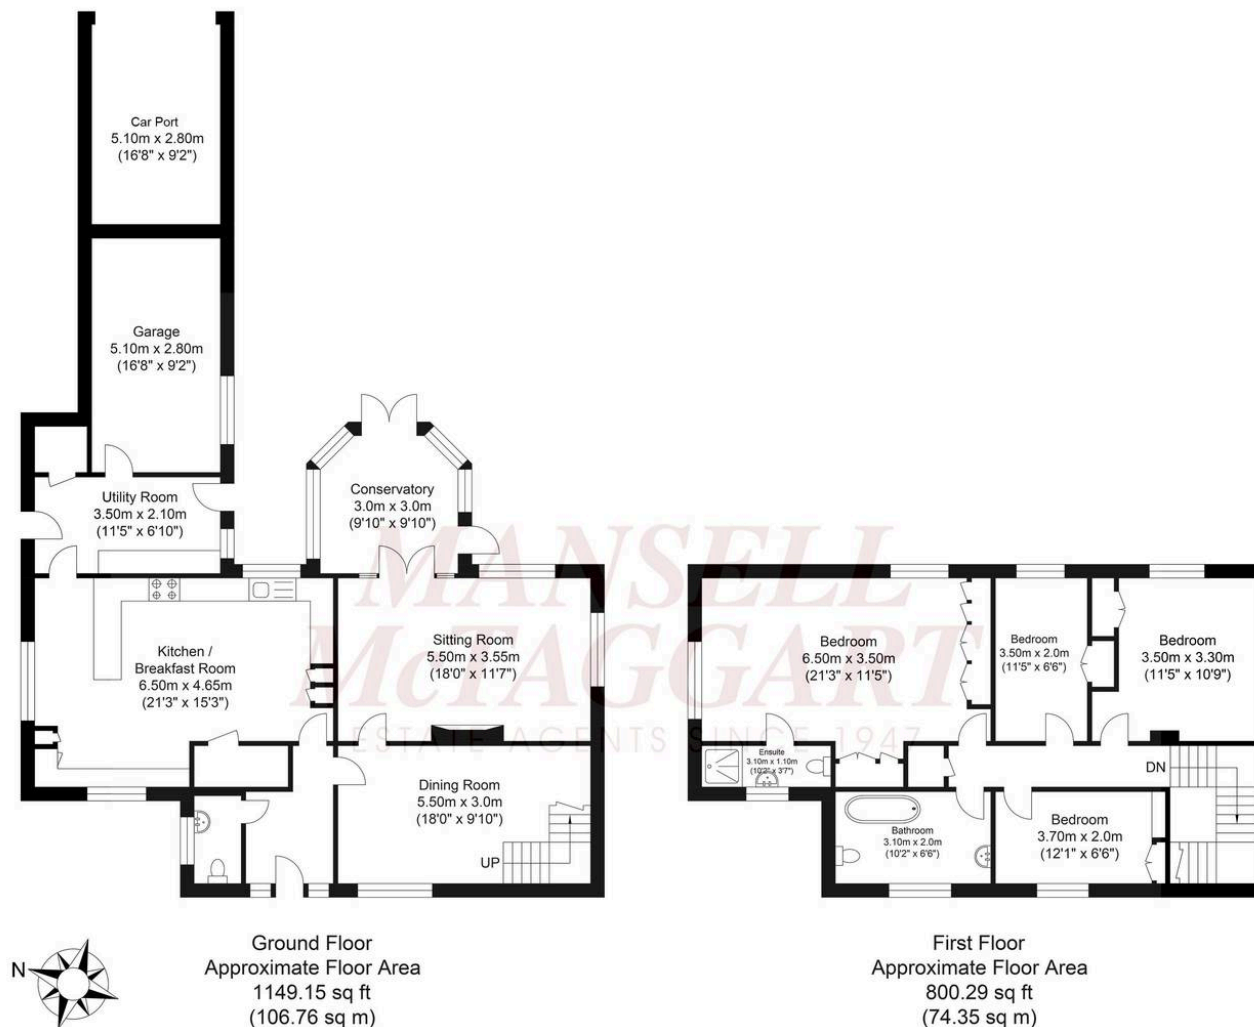 Car Port
5.10m x 2.80m
(16'8" x 9'2")
Garage
5.10m x 2.80m
(16'8" x 9'2")
Utility Room
3.50m x 2.10m
(11'5" x 6'10")
Conservatory
3.0m x 3.0m
(9'10" x 9'10")
Kitchen /
Breakfast Room
6.50m x 4.65m
(21'3" x 15'3")
Sitting Room
5.50m x 3.55m
(18'0" x 11'7")
Dining Room
5.50m x 3.0m
(18'0" x 9'10")
UP
Bedroom
6.50m x 3.50m
(21'3" x 11'5")
Bedroom
3.50m x 2.0m
(11'5" x 6'6")
Bedroom
3.50m x 3.30m
(11'5" x 10'9")
Ensuite
3.10m x 1.10m
(10'2" x 3'7")
DN
Bathroom
3.10m x 2.0m
(10'2" x 6'6")
Bedroom
3.70m x 2.0m
(12'1" x 6'6")
MANSELL
McTAGGART
ESTATE AGENTS SINCE 1947
N
Ground Floor
Approximate Floor Area
1149.15 sq ft
(106.76 sq m)
First Floor
Approximate Floor Area
800.29 sq ft
(74.35 sq m)